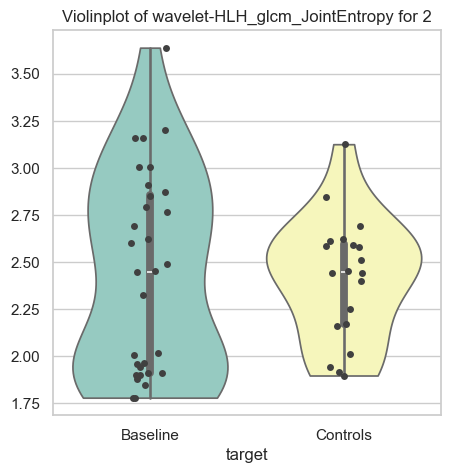 Violinplot of wavelet-HLH_glcm_JointEntropy for 2
3.50
3.25
3.00
2.75
2.50
2.25
2.00
1.75
Baseline Controls
target